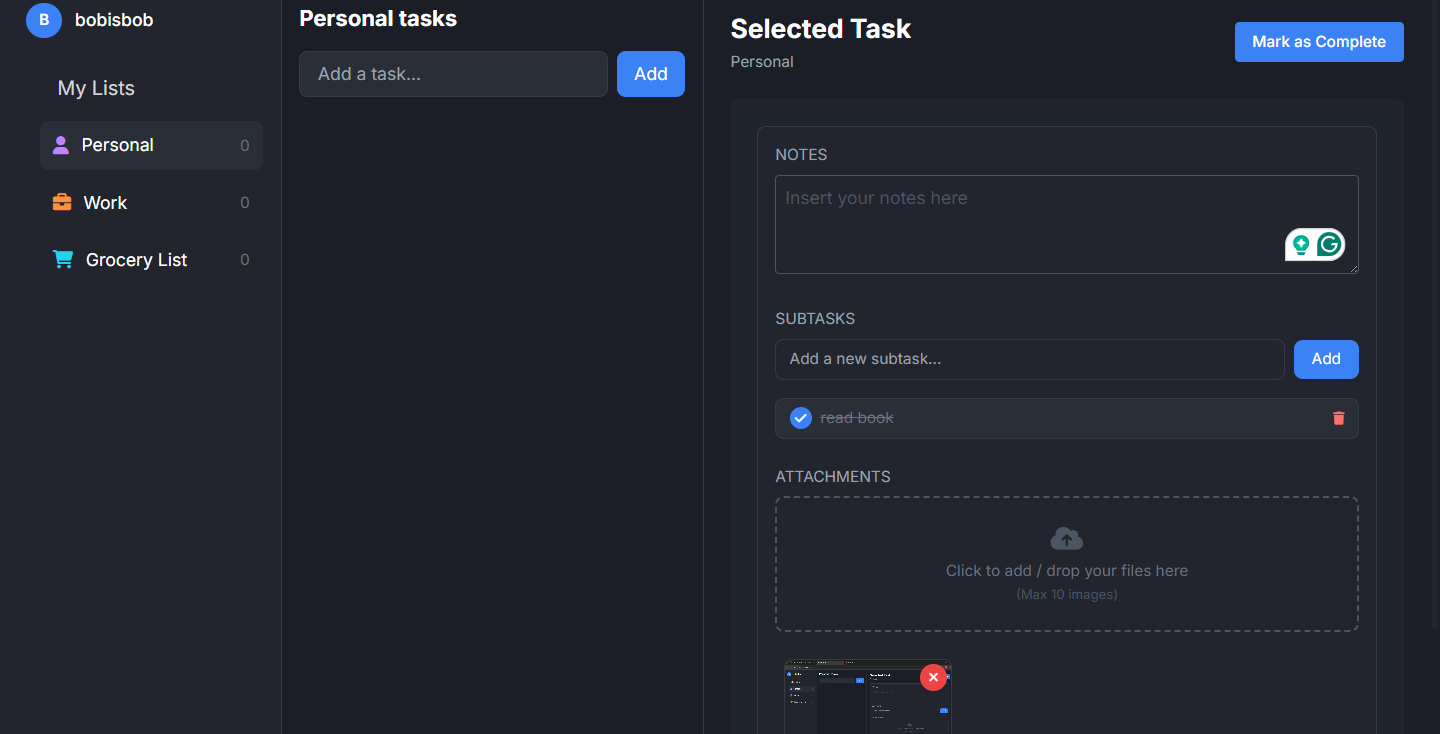 B bobisbob
My Lists
Personal 0
Work 0
Grocery List 0
Personal tasks
Add a task...
Add
Selected Task
Personal
Mark as Complete
NOTES
Insert your notes here
SUBTASKS
Add a new subtask...
Add
read book
ATTACHMENTS
Click to add / drop your files here
(Max 10 images)